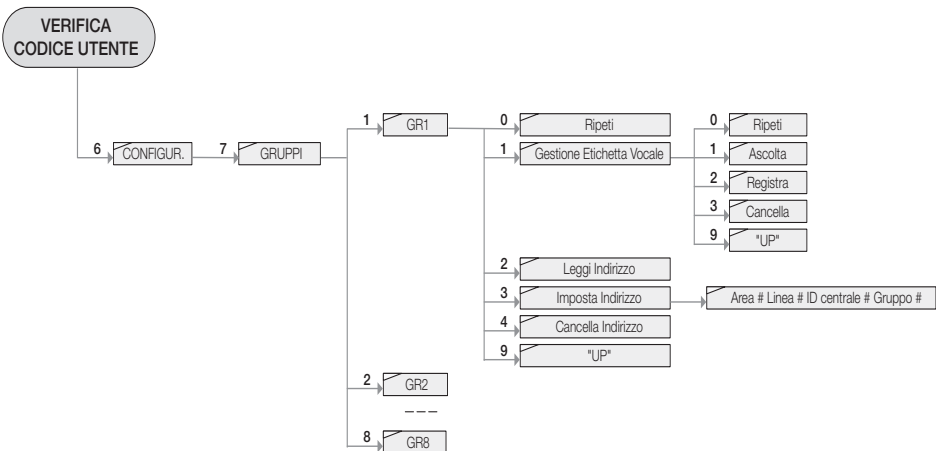 VERIFICA
CODICE UTENTE
6 CONFIGUR. 7 GRUPPI
1 GR1
0 Ripeti
1 Gestione Etichetta Vocale
0 Ripeti
1 Ascolta
2 Registra
3 Cancella
9 "UP"
2 Leggi Indirizzo
3 Imposta Indirizzo
Area # Linea # ID centrale # Gruppo #
4 Cancella Indirizzo
9 "UP"
2 GR2
---
8 GR8